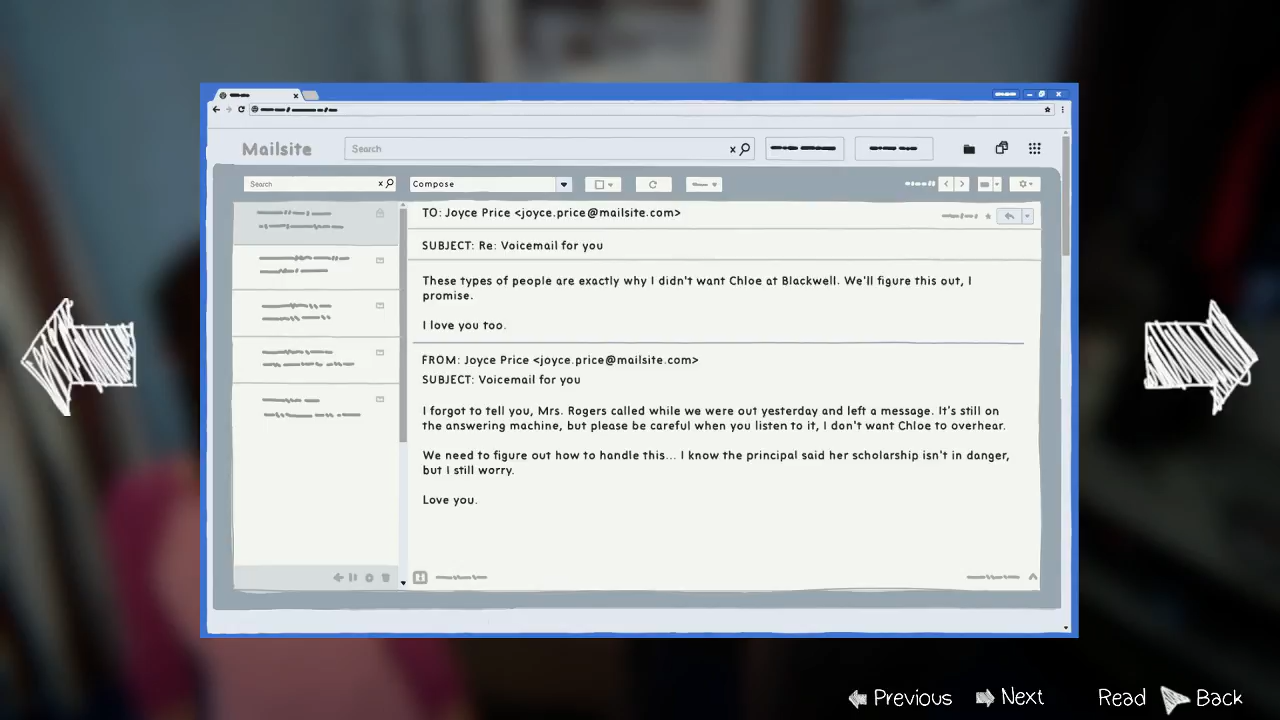 Mailsite
Search
x
Search
x
Compose
TO: Joyce Price <joyce.price@mailsite.com>
SUBJECT: Re: Voicemail for you
These types of people are exactly why I didn't want Chloe at Blackwell. We'll figure this out, I
promise.
I love you too.
FROM: Joyce Price <joyce.price@mailsite.com>
SUBJECT: Voicemail for you
I forgot to tell you, Mrs. Rogers called while we were out yesterday and left a message. It's still on
the answering machine, but please be careful when you listen to it, I don't want Chloe to overhear.
We need to figure out how to handle this... I know the principal said her scholarship isn't in danger,
but I still worry.
Love you.
Previous Next Read Back